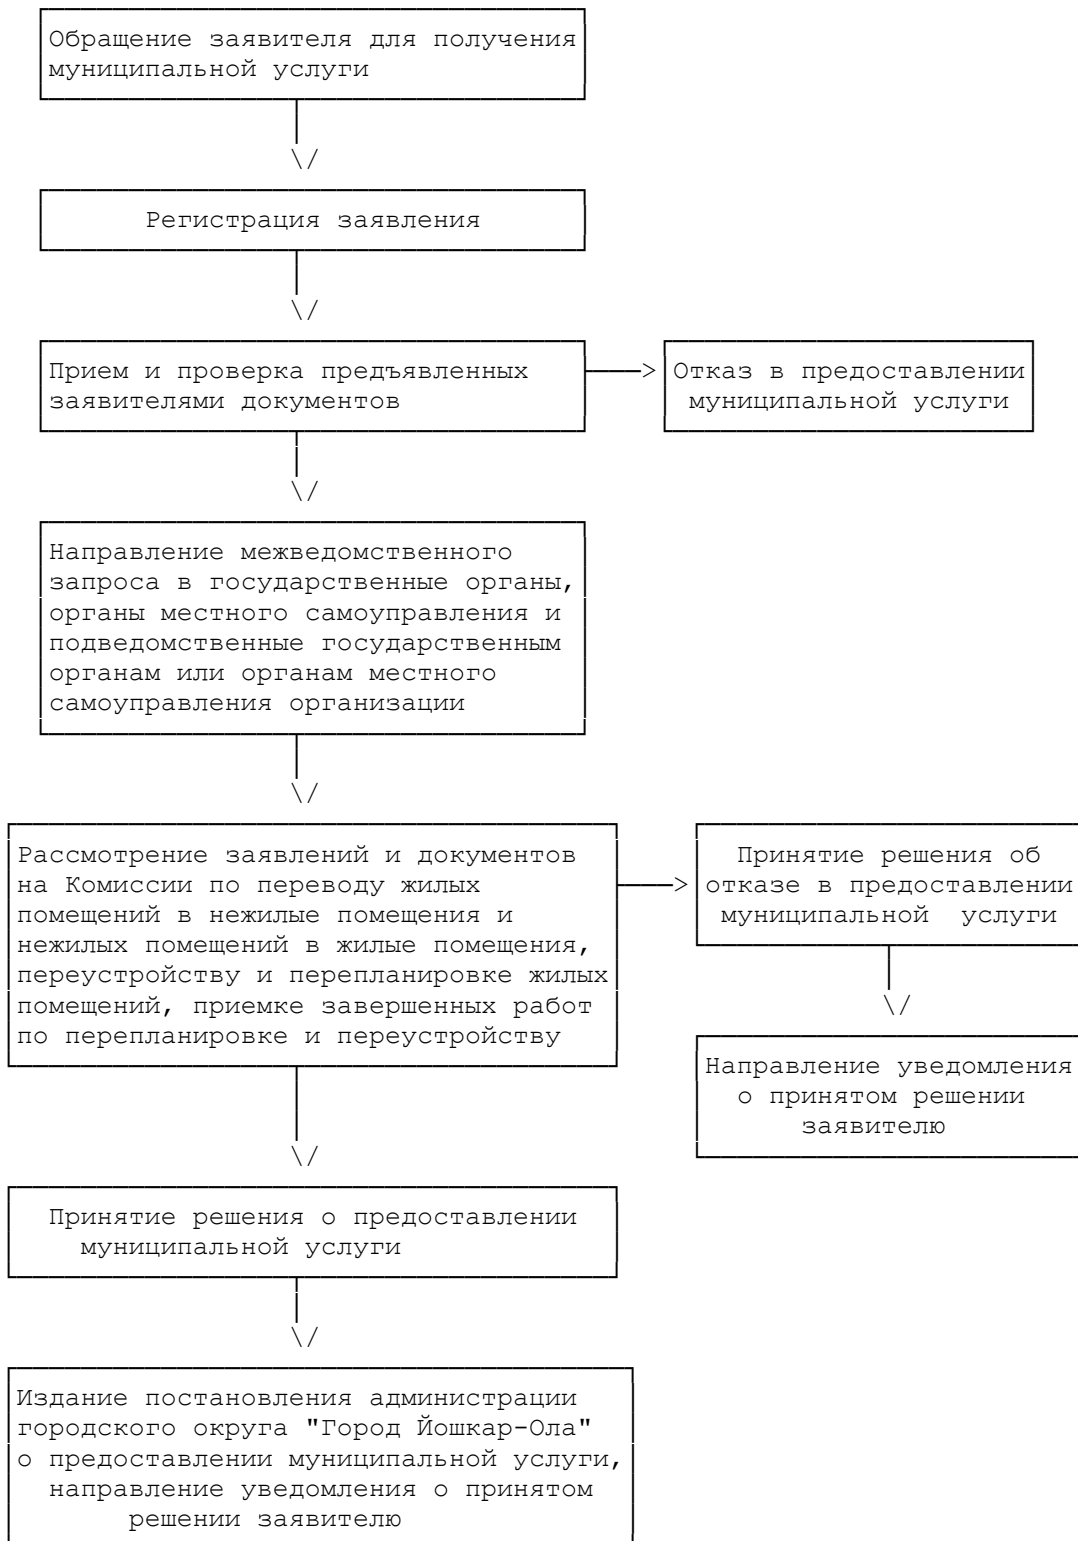 Обращение заявителя для получения
муниципальной услуги
Регистрация заявления
Прием и проверка предъявленных
заявителями документов
Отказ в предоставлении
муниципальной услуги
Направление межведомственного
запроса в государственные органы,
органы местного самоуправления и
подведомственные государственным
органам или органам местного
самоуправления организации
Рассмотрение заявлений и документов
на Комиссии по переводу жилых
помещений в нежилые помещения и
нежилых помещений в жилые помещения,
переустройству и перепланировке жилых
помещений, приемке завершенных работ
по перепланировке и переустройству
Принятие решения об
отказе в предоставлении
муниципальной услуги
Направление уведомления
о принятом решении
заявителю
Принятие решения о предоставлении
муниципальной услуги
Издание постановления администрации
городского округа "Город Йошкар-Ола"
о предоставлении муниципальной услуги,
направление уведомления о принятом
решении заявителю